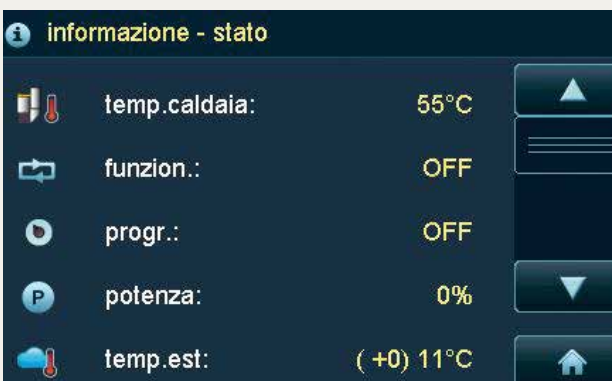 informazione - stato
temp.caldaia: 55°C
funzion.: OFF
progr.: OFF
P potenza: 0%
temp.est: ( +0) 11°C